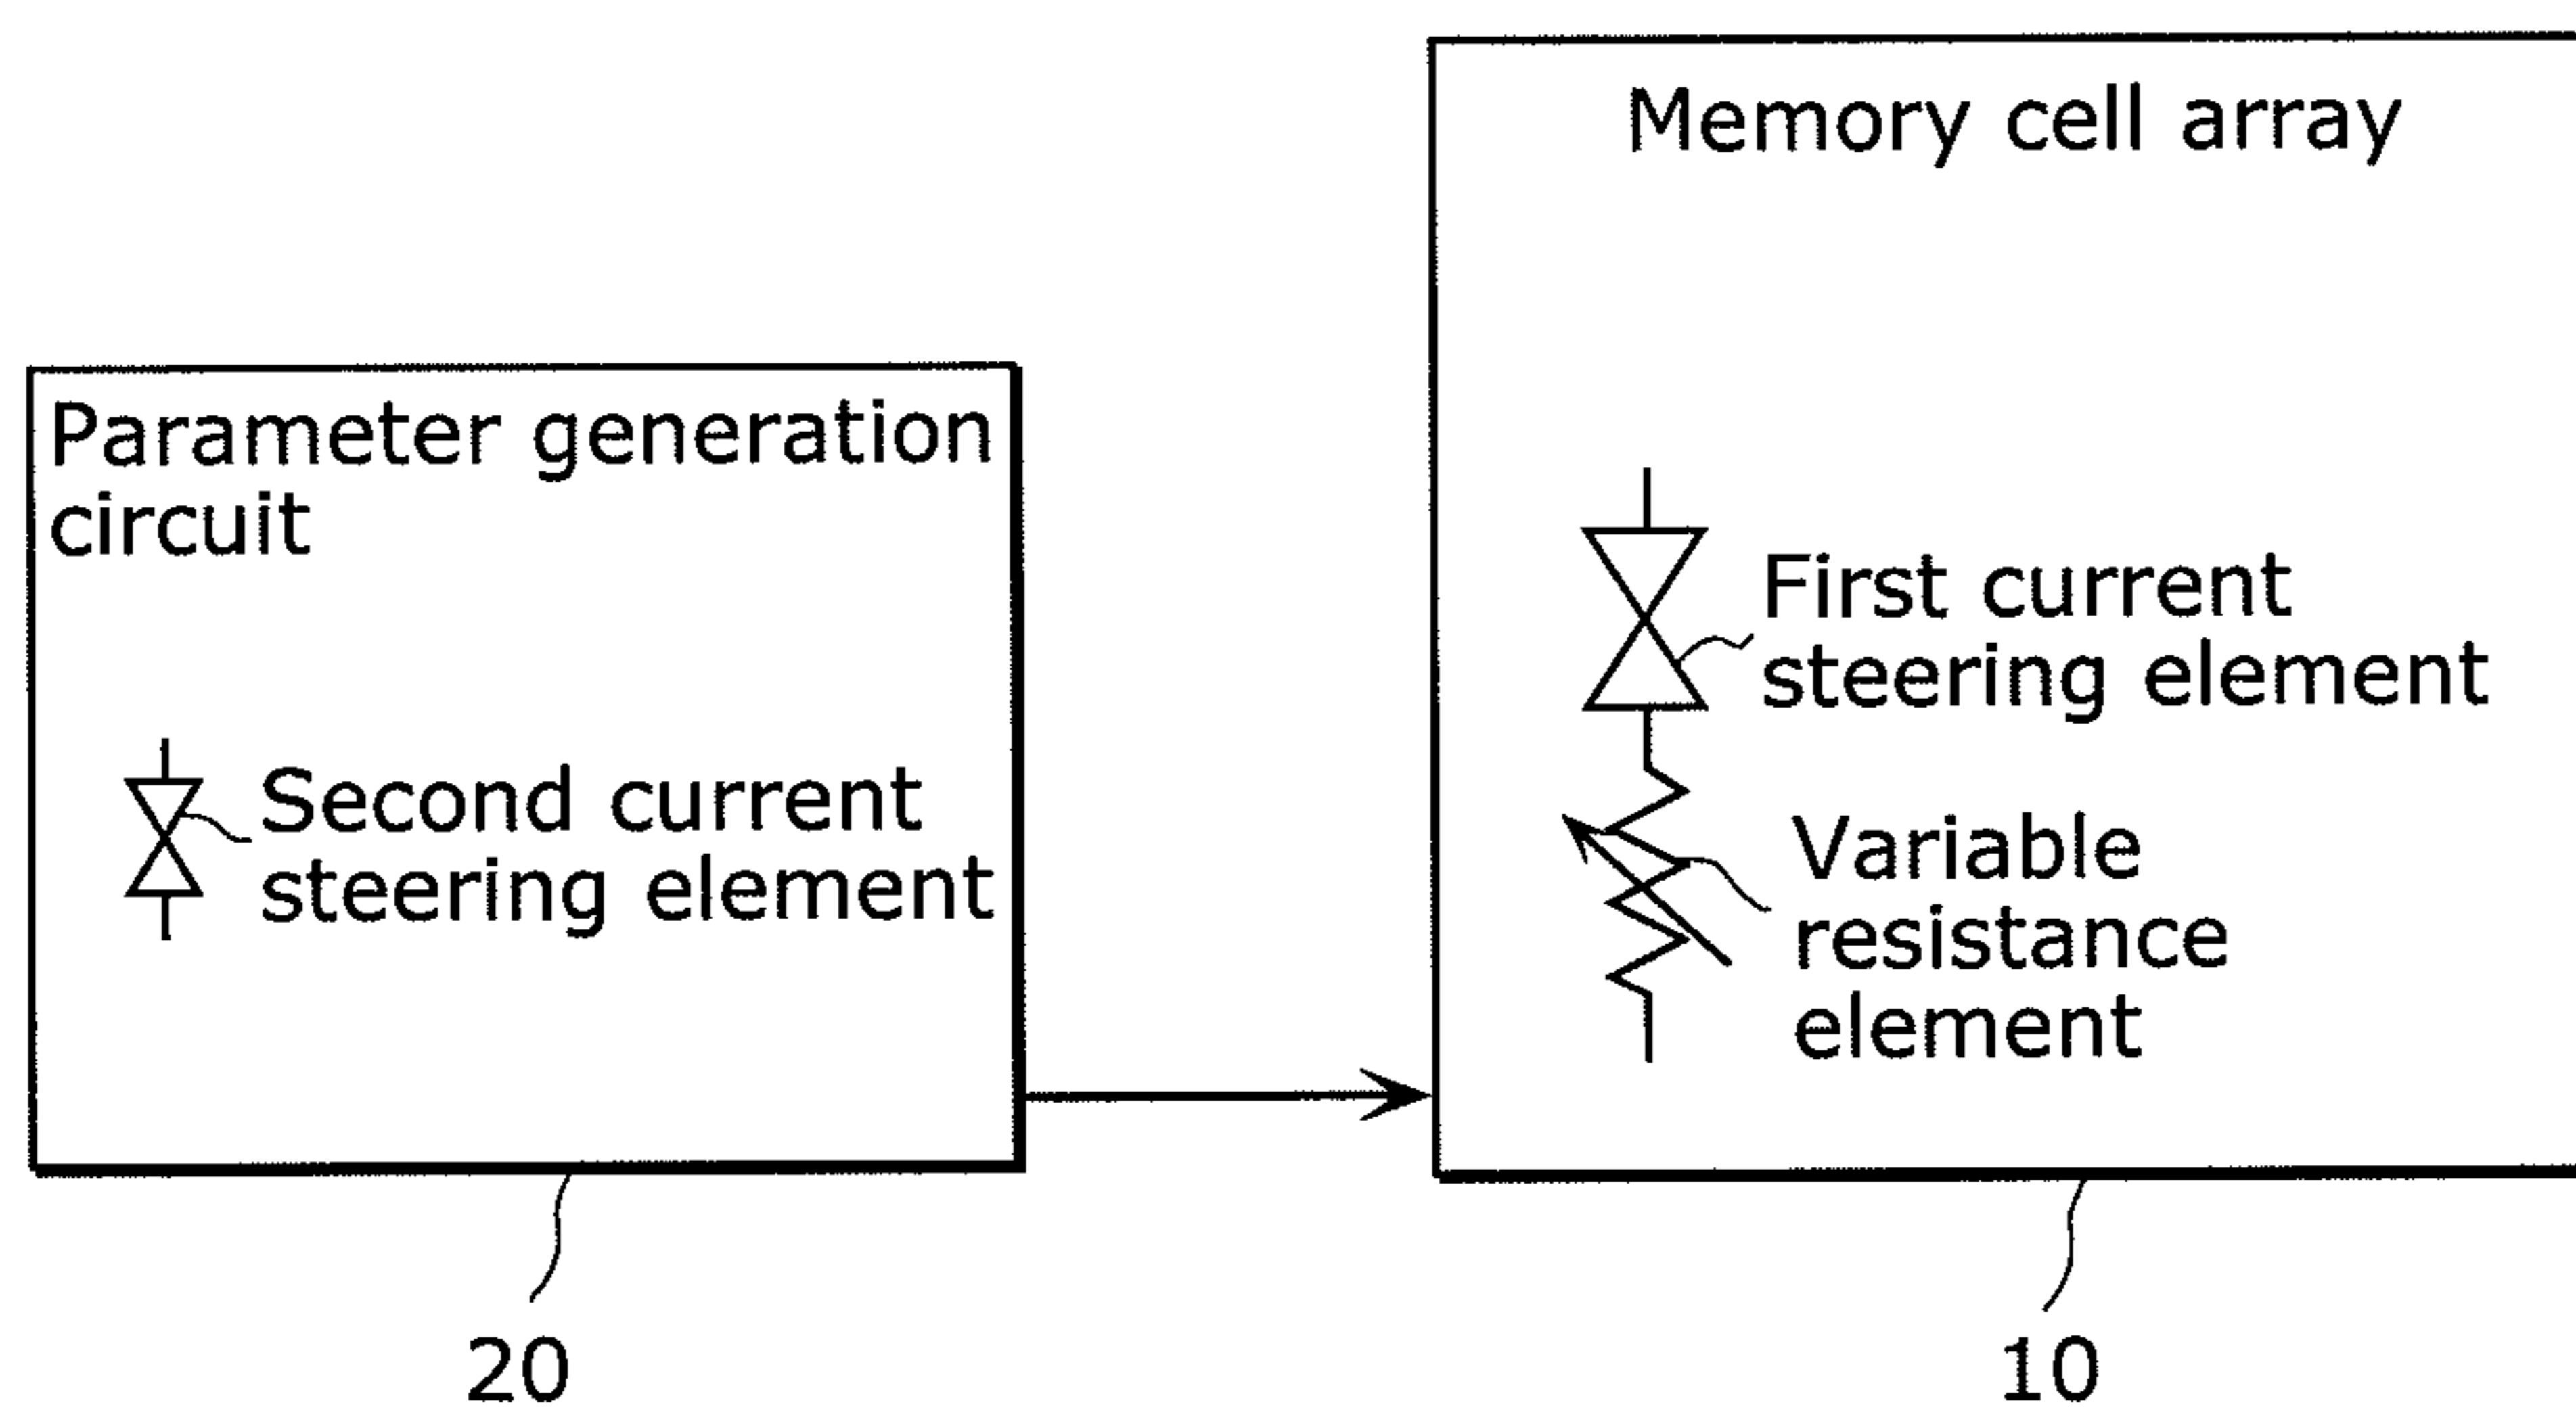 Memory cell array
Parameter generation
circuit
First current
steering element
Second current
steering element
Variable
resistance
element
20
10